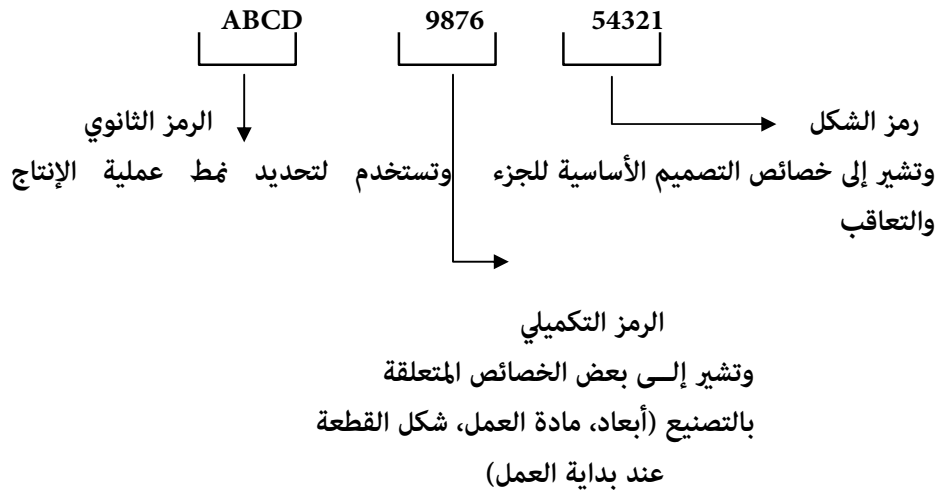 54321 9876 ABCD
رمز الشكل الرمز الثانوي
وتشير إلى خصائص التصميم الأساسية للجزء وتستخدم لتحديد نمط عملية الإنتاج
والتعاقب
الرمز التكميلي
وتشير إلــى بعض الخصائص المتعلقة
بالتصنيع (أبعاد، مادة العمل، شكل القطعة
عند بداية العمل)